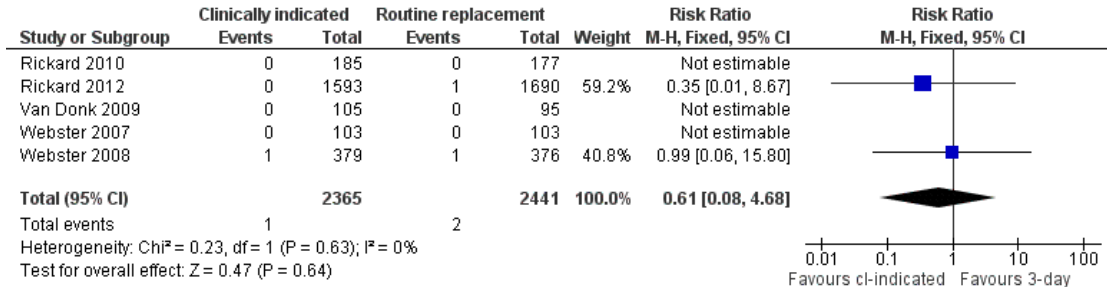 Clinically indicated Routine replacement Risk Ratio Risk Ratio
Study or Subgroup Events Total Events Total Weight M-H, Fixed, 95% CI M-H, Fixed, 95% CI
Rickard 2010 0 185 0 177 Not estimable
Rickard 2012 0 1593 1 1690 59.2% 0.35 [0.01, 8.67]
Van Donk 2009 0 105 0 95 Not estimable
Webster 2007 0 103 0 103 Not estimable
Webster 2008 1 379 1 376 40.8% 0.99 [0.06, 15.80]
Total (95% CI) 2365 2441 100.0% 0.61 [0.08, 4.68]
Total events 1 2
Heterogeneity: Chi² = 0.23, df = 1 (P = 0.63); I² = 0%
Test for overall effect: Z = 0.47 (P = 0.64)
0.01 0.1 1 10 100
Favours cl-indicated Favours 3-day